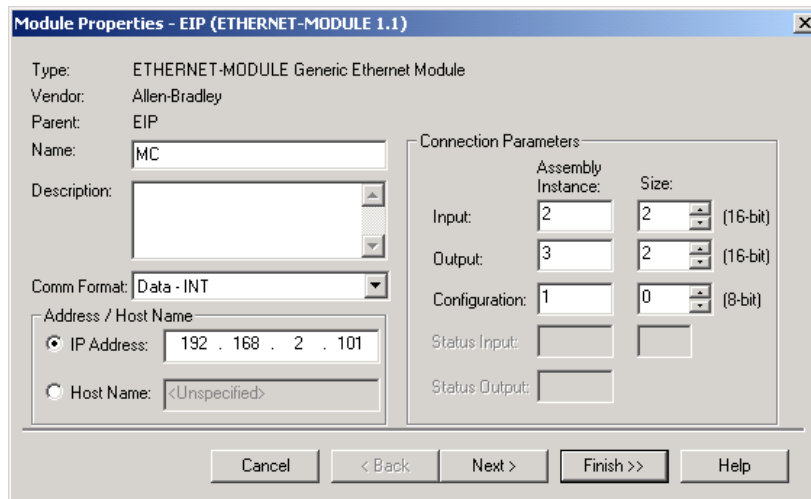 Module Properties - EIP (ETHERNET-MODULE 1.1)
Type: ETHERNET-MODULE Generic Ethernet Module
Vendor: Allen-Bradley
Parent: EIP
Name: MC
Description:
Comm Format: Data - INT
Address / Host Name
IP Address: 192 . 168 . 2 . 101
Host Name: <Unspecified>
Connection Parameters
Assembly
Instance: Size:
Input: 2 2 (16-bit)
Output: 3 2 (16-bit)
Configuration: 1 0 (8-bit)
Status Input:
Status Output:
Cancel < Back Next > Finish >> Help